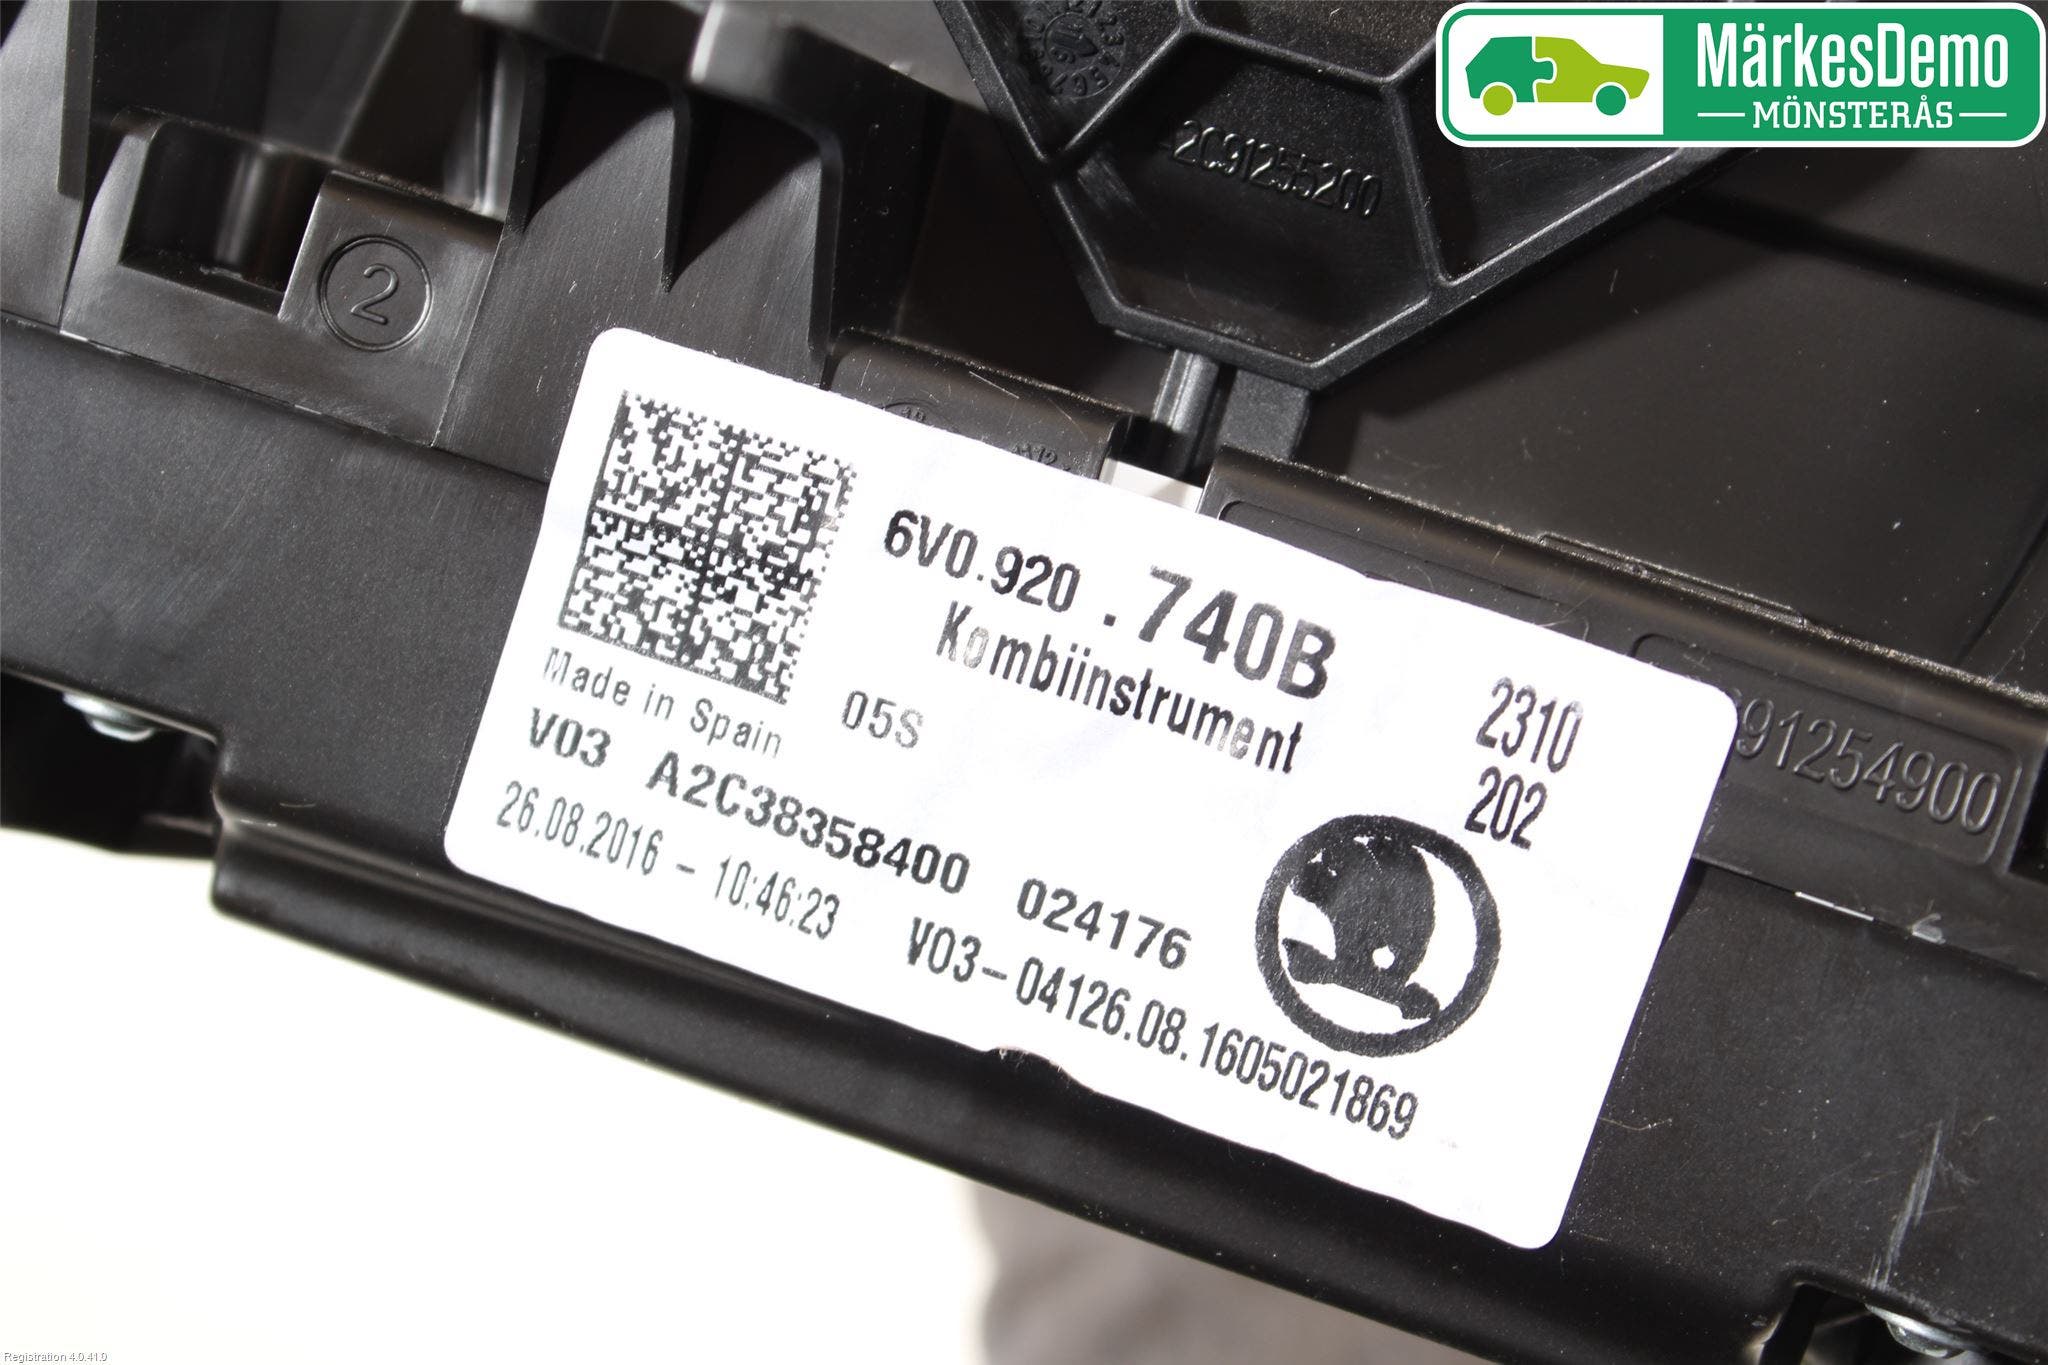 MärkesDemo
MÖNSTERÅS
2C91255200
2
6V0.920 .740B
Kombiinstrument
2310
202
Made in Spain
05S
V03 A2C38358400 024176
26.08.2016 - 10:46:23
V03-04126.08.1605021869
91254900
Registration 4.0.41.0